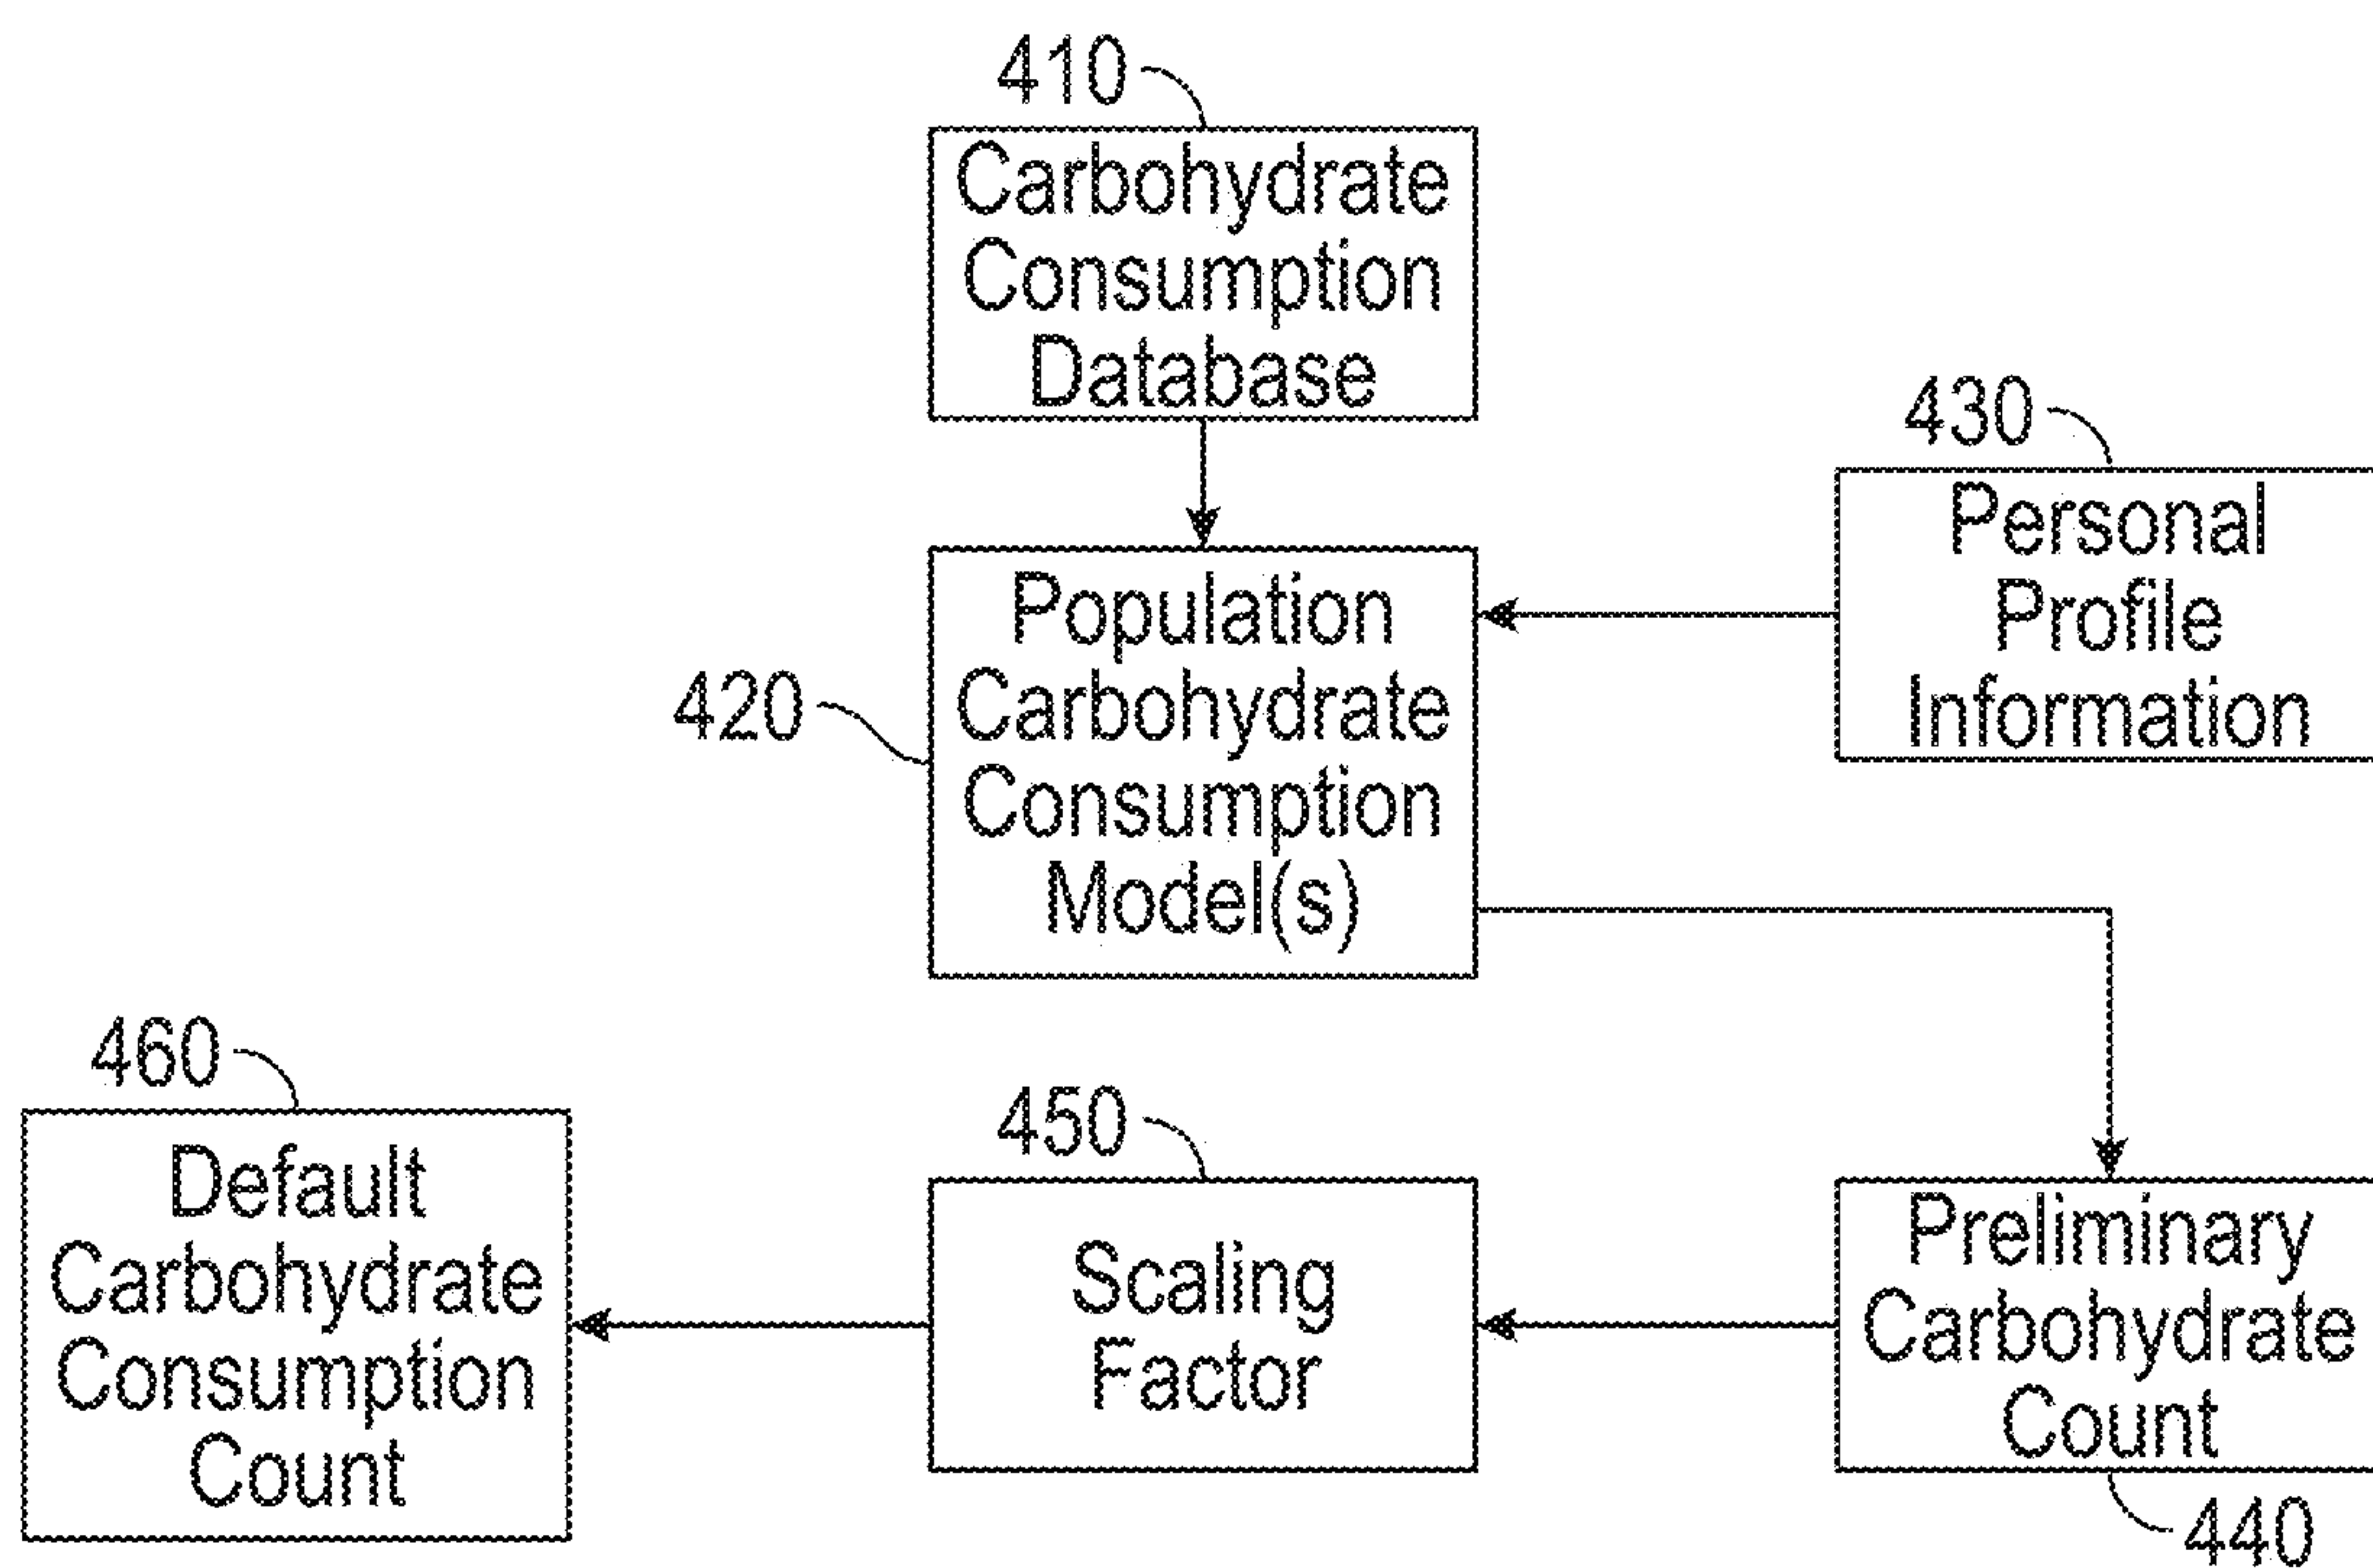 410
Carbohydrate
Consumption
Database
430
Personal
Profile
Information
420
Population
Carbohydrate
Consumption
Model(s)
460
Default
Carbohydrate
Consumption
Count
450
Scaling
Factor
Preliminary
Carbohydrate
Count
440